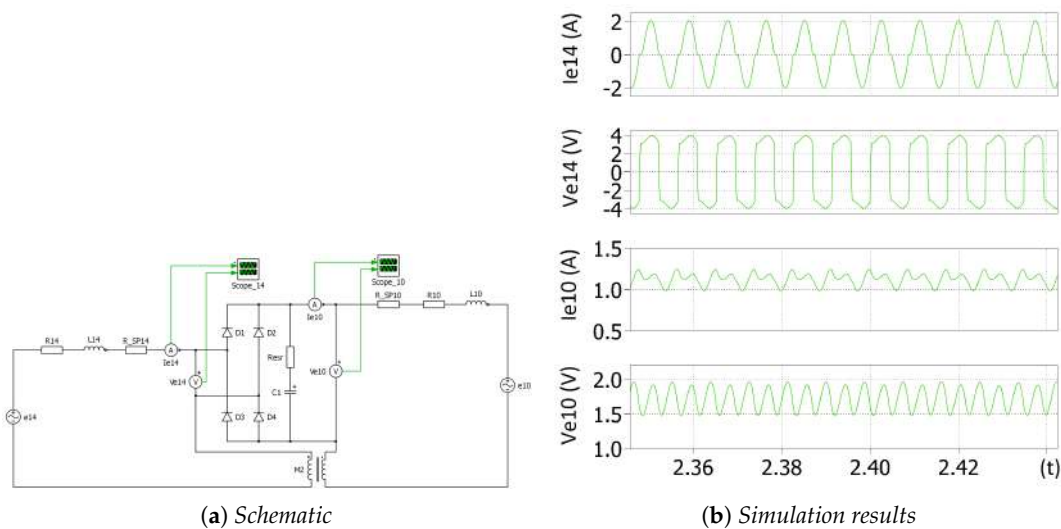 Scope_14
Scope_10
R14
L14
R_SP14
A
Ie14
Ve14
V
e14
D1
D2
D3
D4
Resr
C1
A
Ie10
Ve10
V
R_SP10
R10
L10
e10
M2
(a) Schematic
Ie14 (A)
2
0
-2
Ve14 (V)
4
2
0
-2
-4
Ie10 (A)
1.5
1.0
0.5
Ve10 (V)
2.0
1.5
1.0
2.36 2.38 2.40 2.42 (t)
(b) Simulation results